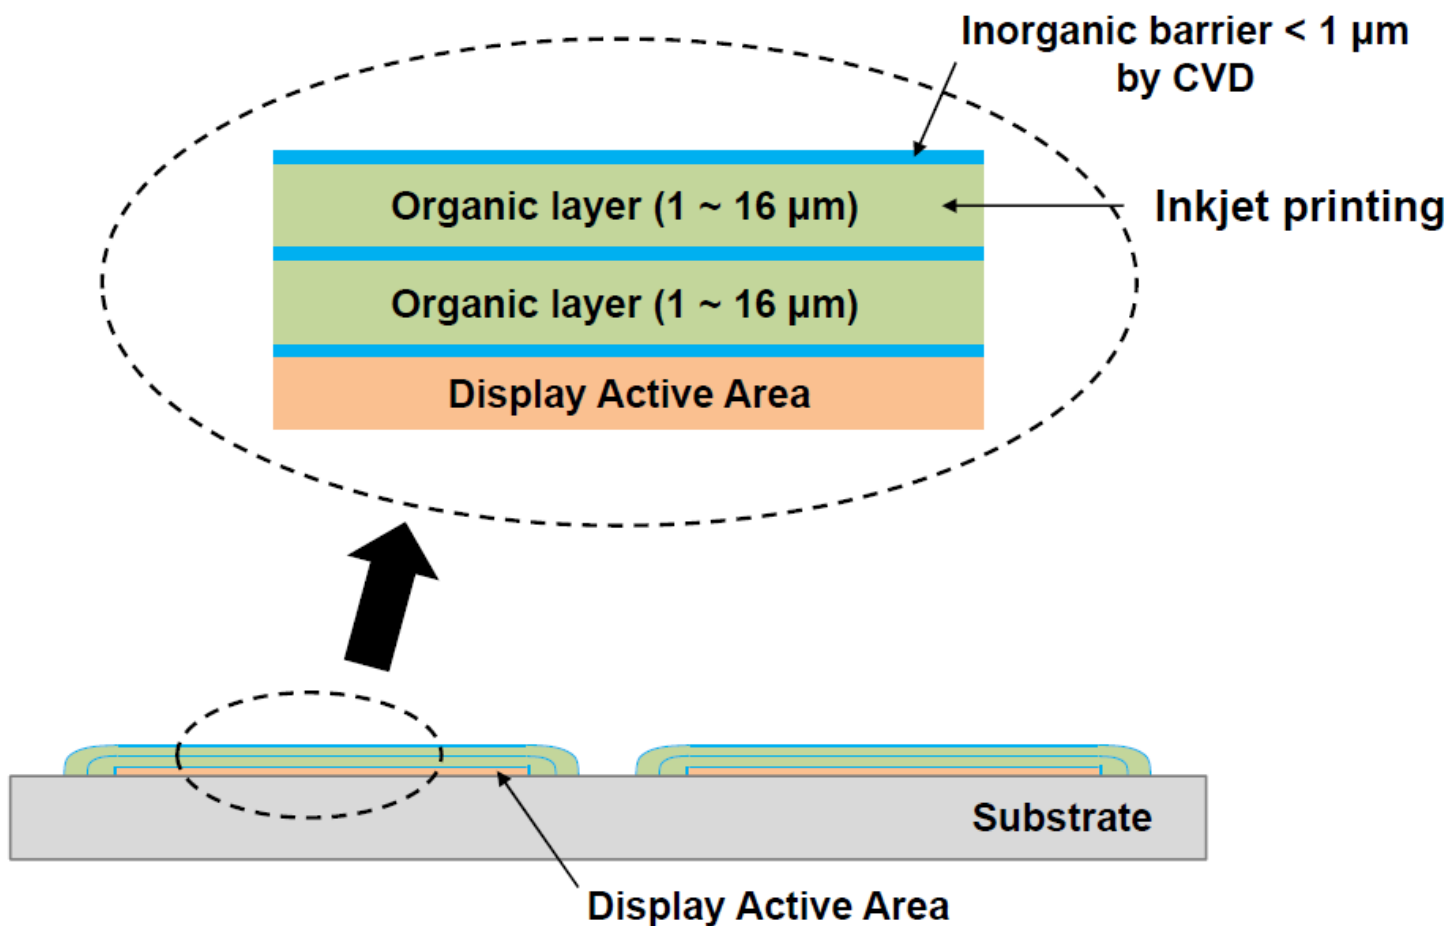 Inorganic barrier < 1 µm
by CVD
Organic layer (1 ~ 16 µm)
Inkjet printing
Organic layer (1 ~ 16 µm)
Display Active Area
Substrate
Display Active Area